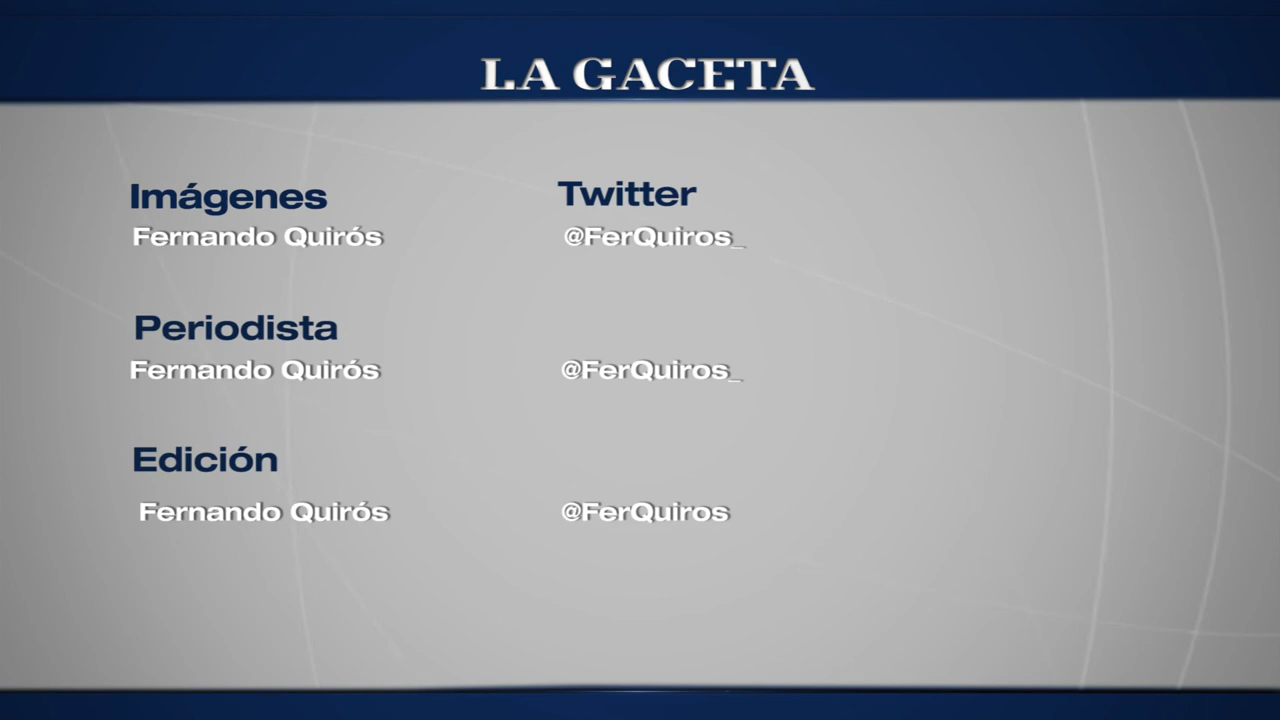 LA GACETA
Imágenes
Twitter
Fernando Quirós
@FerQuiros_
Periodista
Fernando Quirós
@FerQuiros_
Edición
Fernando Quirós
@FerQuiros